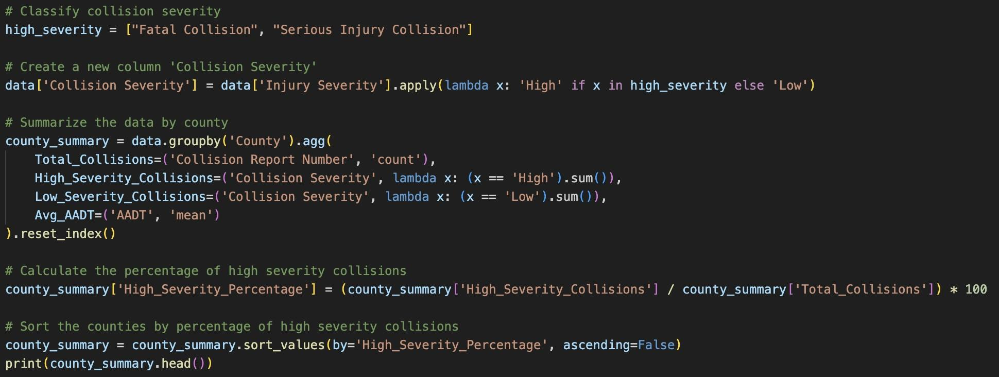 # Classify collision severity
high_severity = ["Fatal Collision", "Serious Injury Collision"]
# Create a new column 'Collision Severity'
data['Collision Severity'] = data['Injury Severity'].apply(lambda x: 'High' if x in high_severity else 'Low')
# Summarize the data by county
county_summary = data.groupby('County').agg(
    Total_Collisions=('Collision Report Number', 'count'),
    High_Severity_Collisions=('Collision Severity', lambda x: (x == 'High').sum()),
    Low_Severity_Collisions=('Collision Severity', lambda x: (x == 'Low').sum()),
    Avg_AADT=('AADT', 'mean')
).reset_index()
# Calculate the percentage of high severity collisions
county_summary['High_Severity_Percentage'] = (county_summary['High_Severity_Collisions'] / county_summary['Total_Collisions']) * 100
# Sort the counties by percentage of high severity collisions
county_summary = county_summary.sort_values(by='High_Severity_Percentage', ascending=False)
print(county_summary.head())